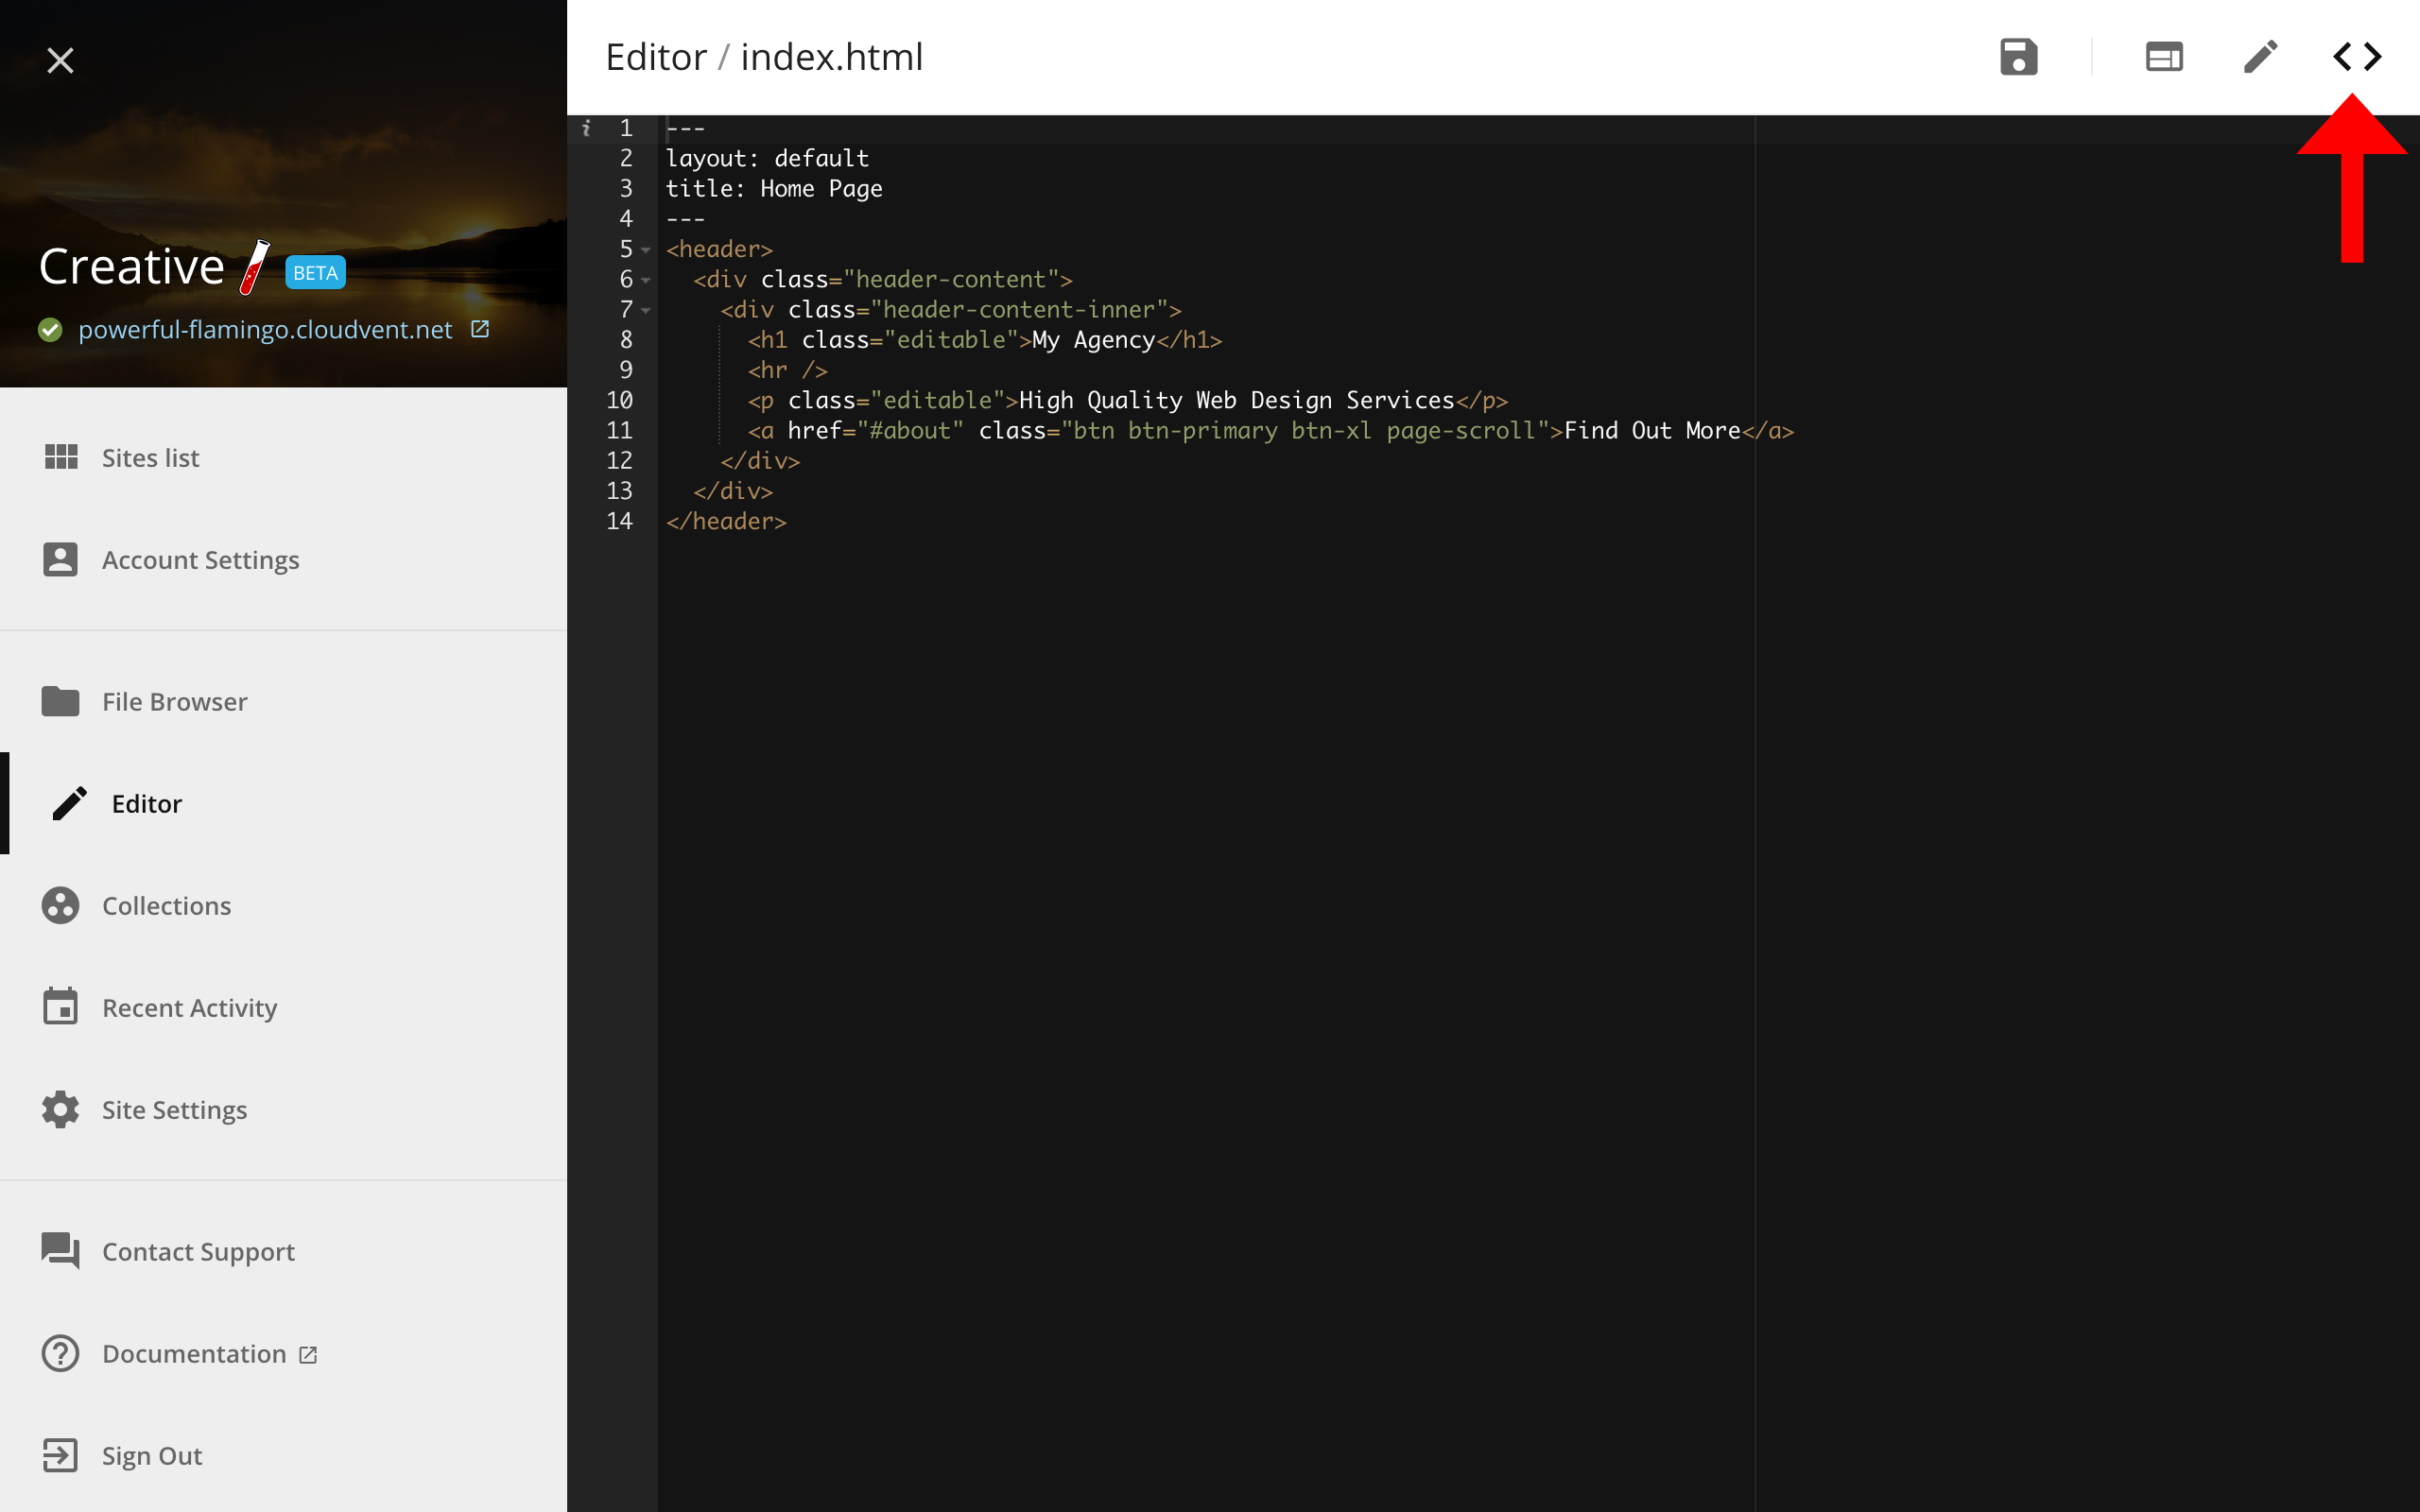 Creative BETA
powerful-flamingo.cloudvent.net
Sites list
Account Settings
File Browser
Editor
Collections
Recent Activity
Site Settings
Contact Support
Documentation
Sign Out
Editor / index.html
1 ---
2 layout: default
3 title: Home Page
4 ---
5 <header>
6 <div class="header-content">
7 <div class="header-content-inner">
8 <h1 class="editable">My Agency</h1>
9 <hr />
10 <p class="editable">High Quality Web Design Services</p>
11 <a href="#about" class="btn btn-primary btn-xl page-scroll">Find Out More</a>
12 </div>
13 </div>
14 </header>